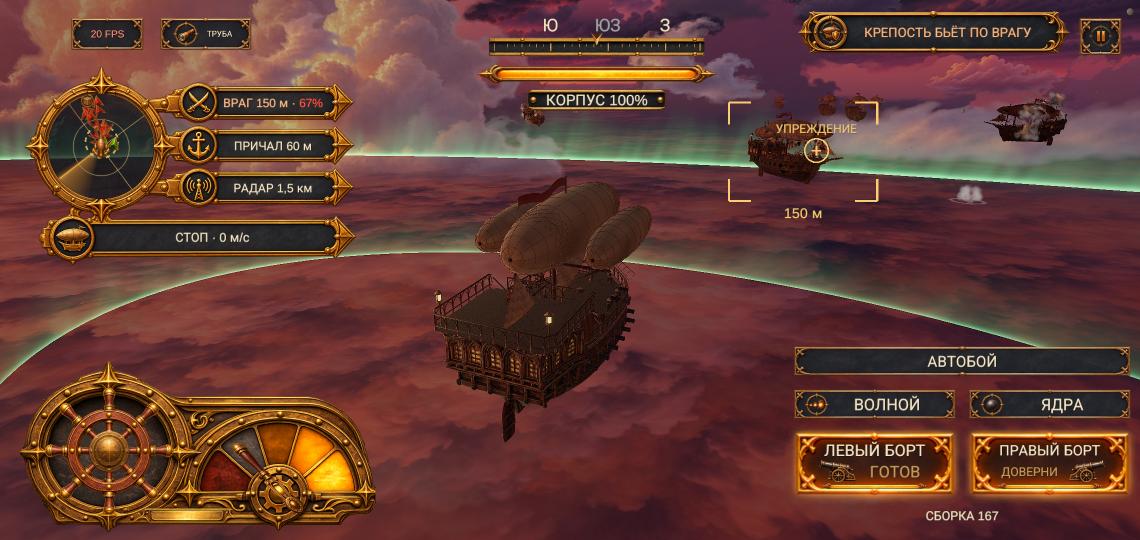 20 FPS
ТРУБА
Ю ЮЗ З
КРЕПОСТЬ БЬЁТ ПО ВРАГУ
КОРПУС 100%
ВРАГ 150 м · 67%
ПРИЧАЛ 60 м
РАДАР 1,5 км
СТОП · 0 м/с
УПРЕЖДЕНИЕ
150 м
АВТОБОЙ
ВОЛНОЙ
ЯДРА
ЛЕВЫЙ БОРТ
ГОТОВ
ПРАВЫЙ БОРТ
ДОВЕРНИ
СБОРКА 167